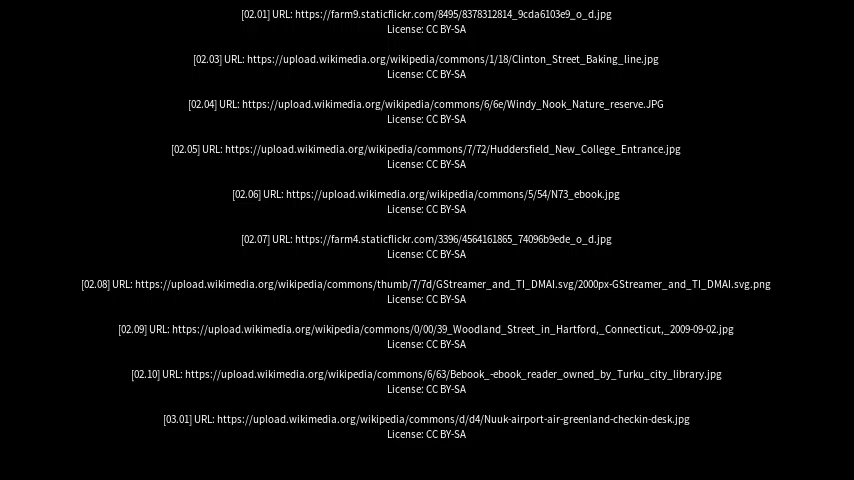 [02.01] URL: https://farm9.staticflickr.com/8495/8378312814_9cda6103e9_o_d.jpg
License: CC BY-SA
[02.03] URL: https://upload.wikimedia.org/wikipedia/commons/1/18/Clinton_Street_Baking_line.jpg
License: CC BY-SA
[02.04] URL: https://upload.wikimedia.org/wikipedia/commons/6/6e/Windy_Nook_Nature_reserve.JPG
License: CC BY-SA
[02.05] URL: https://upload.wikimedia.org/wikipedia/commons/7/72/Huddersfield_New_College_Entrance.jpg
License: CC BY-SA
[02.06] URL: https://upload.wikimedia.org/wikipedia/commons/5/54/N73_ebook.jpg
License: CC BY-SA
[02.07] URL: https://farm4.staticflickr.com/3396/4564161865_74096b9ede_o_d.jpg
License: CC BY-SA
[02.08] URL: https://upload.wikimedia.org/wikipedia/commons/thumb/7/7d/GStreamer_and_TI_DMAI.svg/2000px-GStreamer_and_TI_DMAI.svg.png
License: CC BY-SA
[02.09] URL: https://upload.wikimedia.org/wikipedia/commons/0/00/39_Woodland_Street_in_Hartford,_Connecticut,_2009-09-02.jpg
License: CC BY-SA
[02.10] URL: https://upload.wikimedia.org/wikipedia/commons/6/63/Bebook_-ebook_reader_owned_by_Turku_city_library.jpg
License: CC BY-SA
[03.01] URL: https://upload.wikimedia.org/wikipedia/commons/d/d4/Nuuk-airport-air-greenland-checkin-desk.jpg
License: CC BY-SA